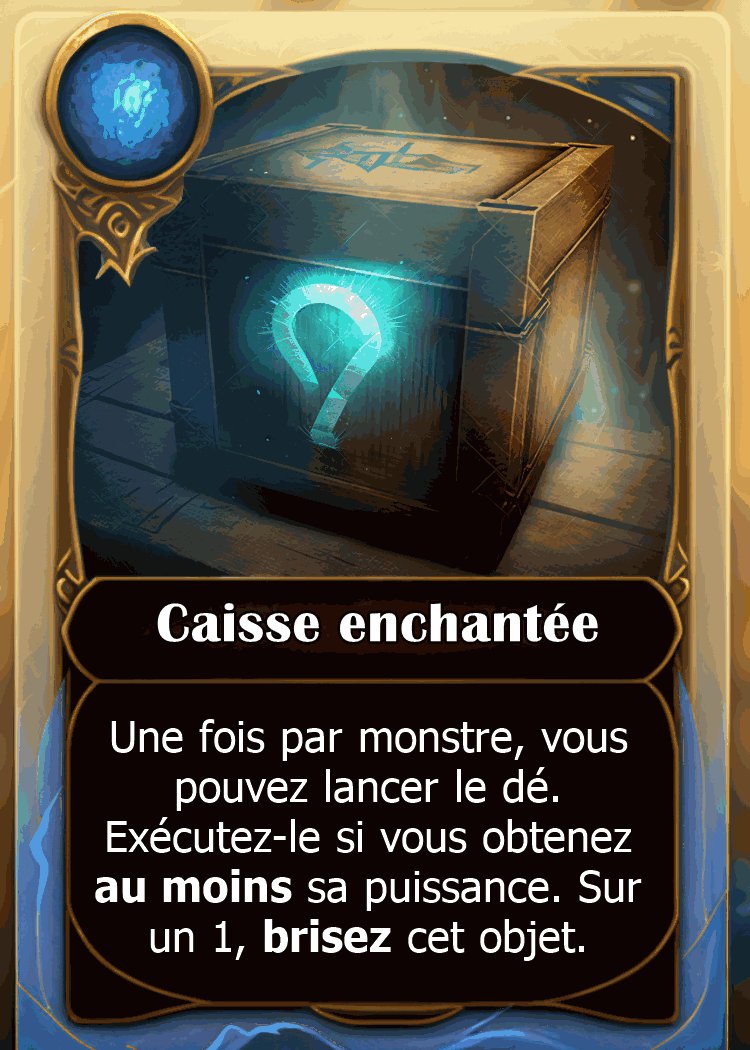 Caisse enchantée
Une fois par monstre, vous
pouvez lancer le dé.
Exécutez-le si vous obtenez
au moins sa puissance. Sur
un 1, brisez cet objet.